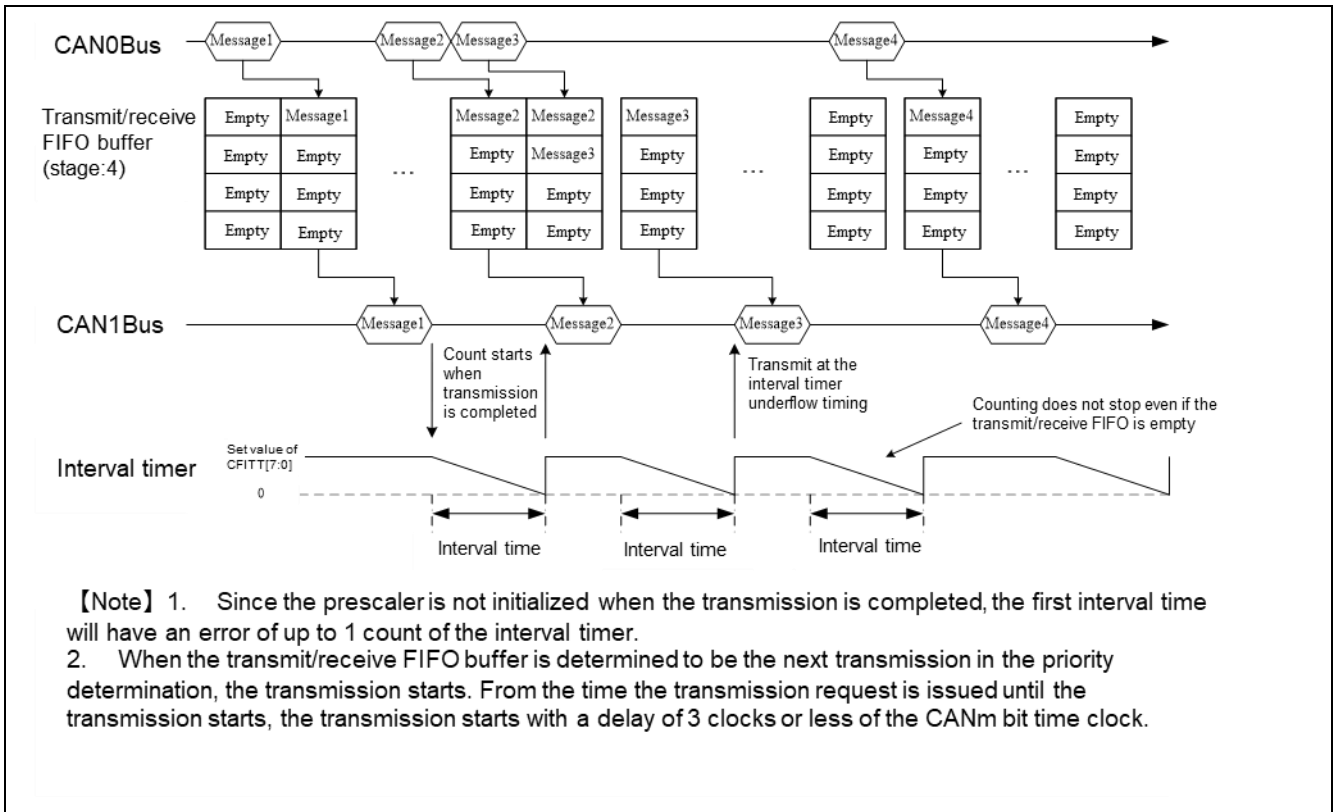 CAN0Bus
Message1
Message2
Message3
Message4
Transmit/receive
FIFO buffer
(stage:4)
Empty Message1
Empty Empty
Empty Empty
Empty Empty
...
Message2 Message2
Empty Message3
Empty Empty
Empty Empty
Message3
Empty
Empty
Empty
...
Empty
Empty
Empty
Empty
Message4
Empty
Empty
Empty
...
Empty
Empty
Empty
Empty
CAN1Bus
Message1
Message2
Message3
Message4
Count starts
when
transmission
is completed
Transmit at the
interval timer
underflow timing
Counting does not stop even if the
transmit/receive FIFO is empty
Interval timer
Set value of
CFITT[7:0]
0
Interval time
Interval time
Interval time
【Note】1. Since the prescaler is not initialized when the transmission is completed, the first interval time
will have an error of up to 1 count of the interval timer.
2. When the transmit/receive FIFO buffer is determined to be the next transmission in the priority
determination, the transmission starts. From the time the transmission request is issued until the
transmission starts, the transmission starts with a delay of 3 clocks or less of the CANm bit time clock.